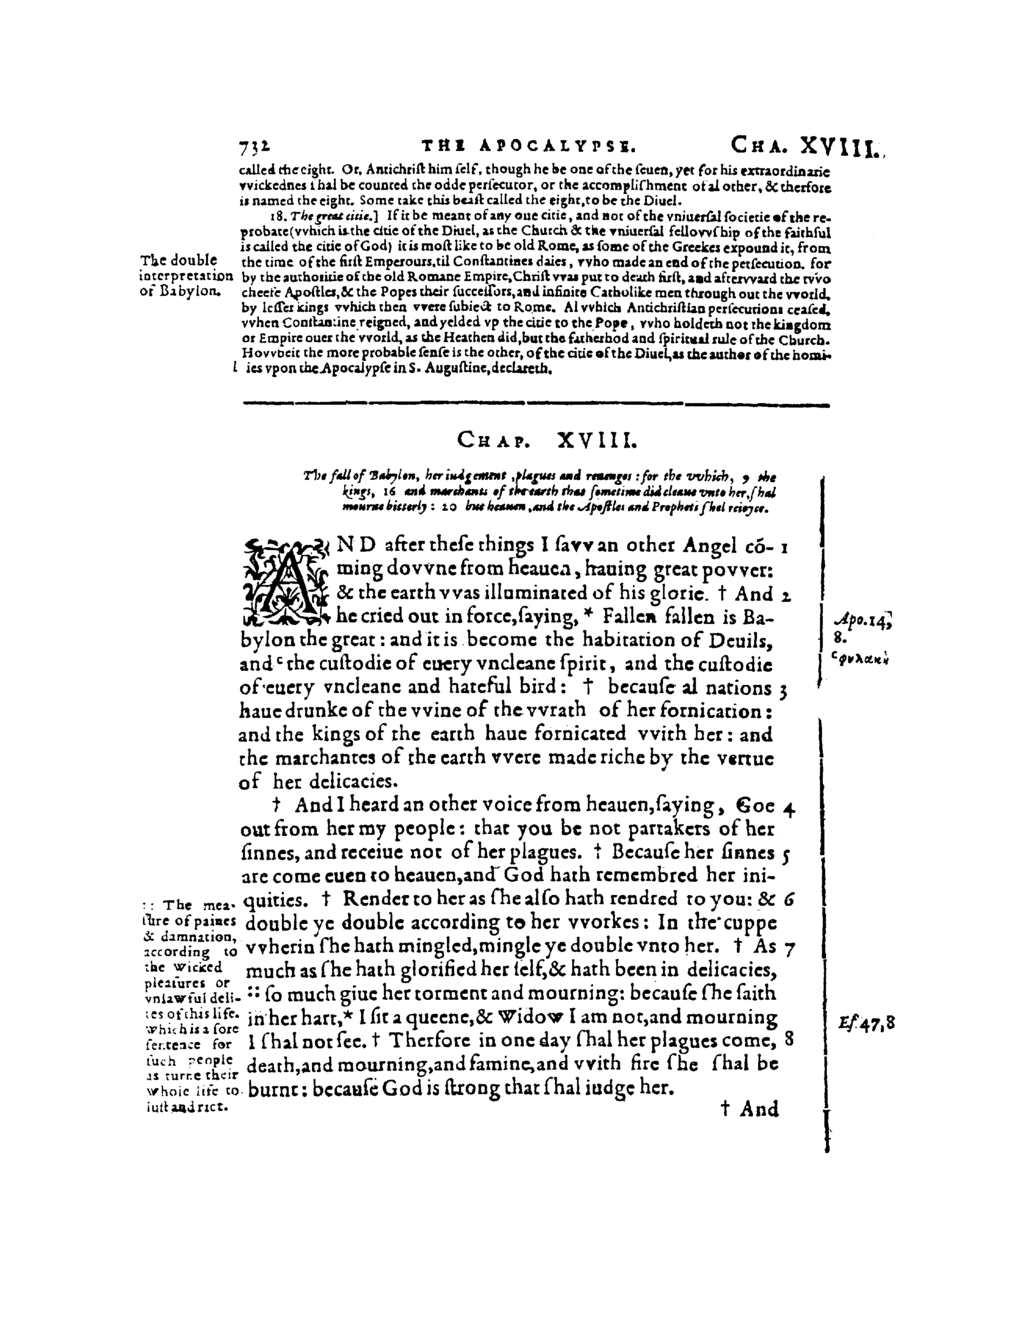 732 THE APOCALYPSE. CHA. XVIII.
called the eight. Or, Antichriſt him ſelf, though he be one of the ſeuen, yet for his extraordinarie
vvickednes ſhal be counted the odde perſecutor, or the accompliſhment of al other, & therfore
is named the eight. Some take this beaſt called the eight, to be the Diuel.
18. The great citie.] If it be meant of any one citie, and not of the vniuerſal ſocietie of the re-
probate (vvhich is the citie of the Diuel, as the Church & the vniuerſal fellovvſhip of the faithful
is called the citie of God) it is moſt like to be old Rome, as ſome of the Greekes expound it, from
the time of the firſt Emperours, til Conſtantines daies, vvho made an end of the perſecution. for
by the authoritie of the old Romane Empire, Chriſt vvas put to death firſt, and aftervvard the tvvo
cheefe Apoſtles, & the Popes their ſucceſſors, and infinite Catholike men through out the vvorld,
by leſſer kings vvhich then vvere ſubiect to Rome. Al vvhich Antichriſtian perſecutions ceaſed,
vvhen Conſtantine reigned, and yelded vp the citie to the Pope, vvho holdeth not the kingdom
or Empire ouer the vvorld, as the Heathen did, but the fatherhod and ſpiritual rule of the Church.
Hovvbeit the more probable ſenſe is the other, of the citie of the Diuel, as the author of the homi-
l ies vpon the Apocalypſe in S. Auguſtine, declareth.
The double
interpretation
of Babylon.
CHAP. XVIII.
The fall of Babylon, her iudgement, plagues and reuenges : for the vvhich, 9 the
kings, 16 and marchants of the earth that ſometime did cleaue vnto her, ſhal
mourne bitterly : 20 but heauen, and the Apoſtles and Prophets ſhal reioyce.
AND after theſe things I ſavv an other Angel cō- 1
ming dovvne from heauen, hauing great povver:
& the earth vvas illuminated of his glorie. † And 2
he cried out in force, ſaying, * Fallen fallen is Ba-
bylon the great : and it is become the habitation of Deuils,
and ᶜ the cuſtodie of euery vncleane ſpirit, and the cuſtodie
of euery vncleane and hateful bird : † becauſe al nations 3
haue drunke of the vvine of the vvrath of her fornication :
and the kings of the earth haue fornicated vvith her : and
the marchantes of the earth vvere made riche by the vertue
of her delicacies.
† And I heard an other voice from heauen, ſaying, Goe 4
out from her my people : that you be not partakers of her
ſinnes, and receiue not of her plagues. † Becauſe her ſinnes 5
are come euen to heauen, and God hath remembred her ini-
quities. † Render to her as ſhe alſo hath rendred to you: & 6
double ye double according to her vvorkes : In the cuppe
vvherin ſhe hath mingled, mingle ye double vnto her. † As 7
much as ſhe hath glorified her ſelf, & hath been in delicacies,
:: ſo much giue her torment and mourning: becauſe ſhe ſaith
in her hart, * I ſit a queene, & Widow I am not, and mourning
I ſhal not ſee. † Therfore in one day ſhal her plagues come, 8
death, and mourning, and famine, and vvith fire ſhe ſhal be
burnt : becauſe God is ſtrong that ſhal iudge her.
† And
Apo. 14,
8.
ᶜ φυλακὴ
Eſ. 47, 8
:: The mea-
ſure of paines
& damnation,
according to
the wicked
pleaſures or
vnlawful deli-
ces of this life.
which is a ſore
ſentence for
ſuch people
as turne their
whole life to
luſt and riot.